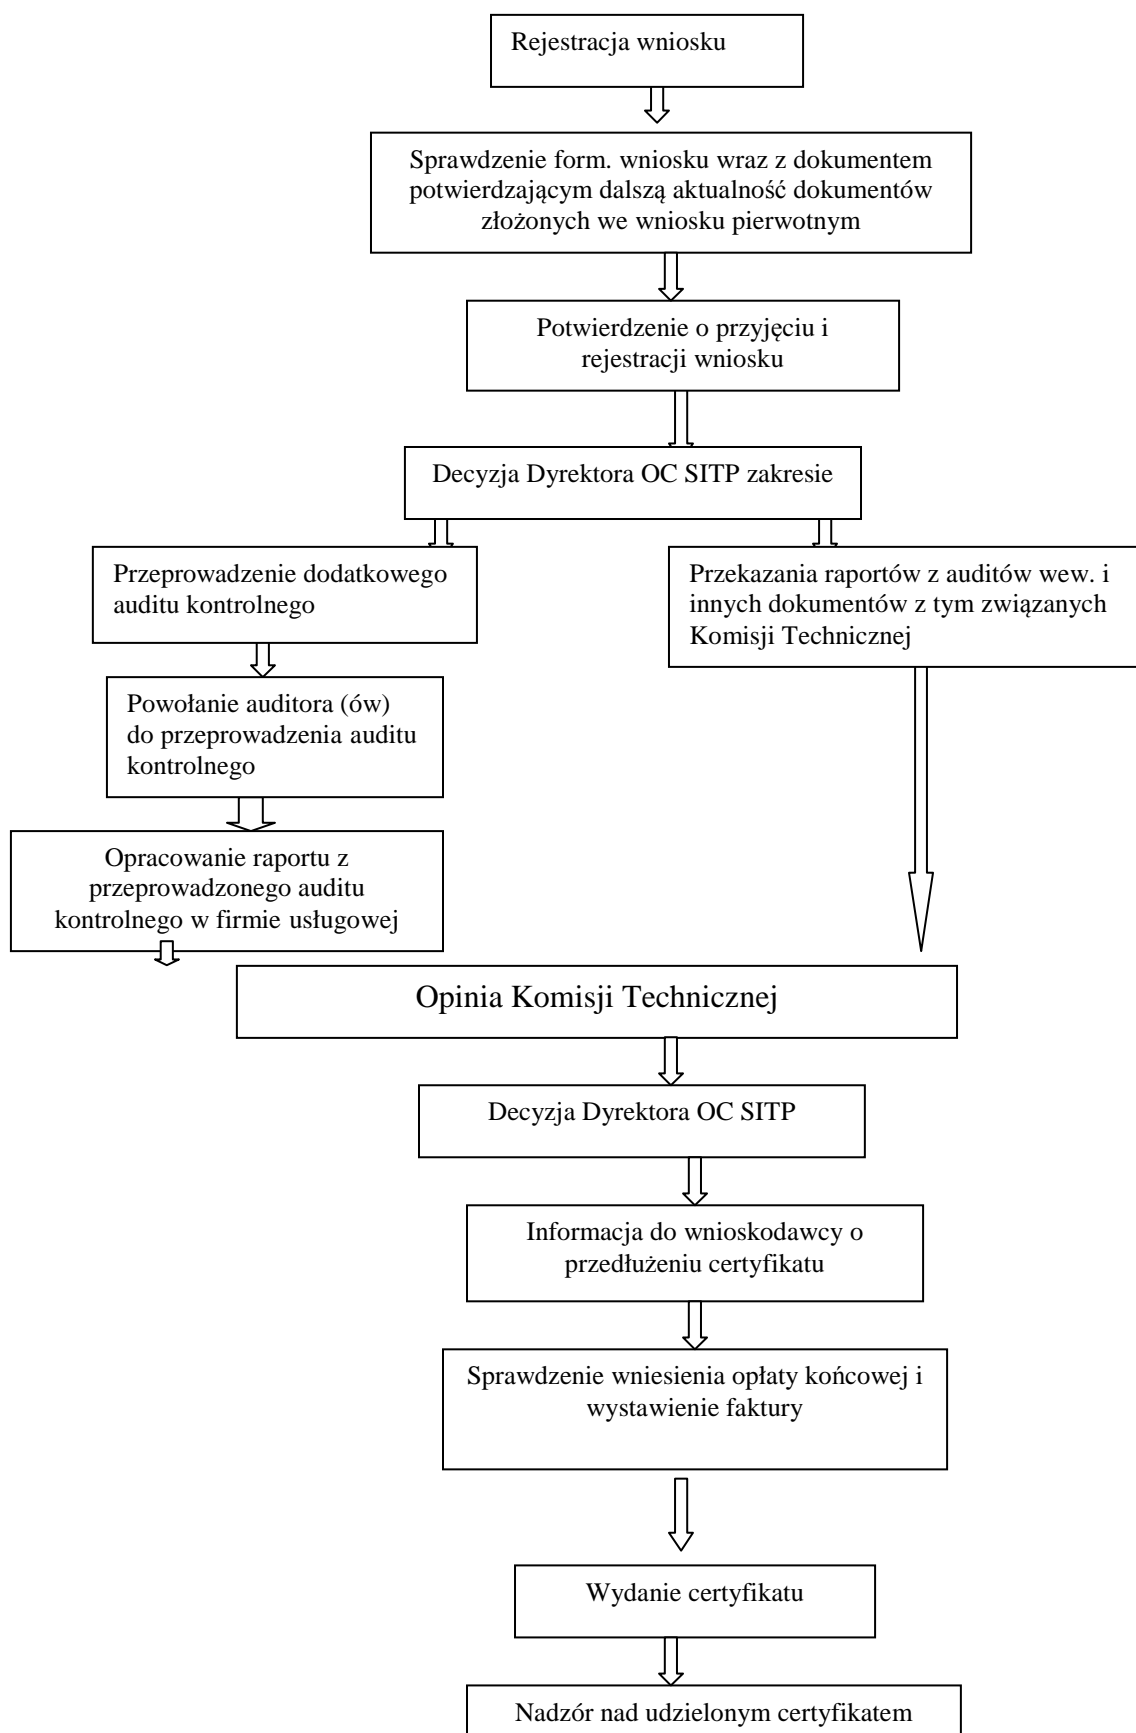 Rejestracja wniosku
Sprawdzenie form. wniosku wraz z dokumentem
potwierdzającym dalszą aktualność dokumentów
złożonych we wniosku pierwotnym
Potwierdzenie o przyjęciu i
rejestracji wniosku
Decyzja Dyrektora OC SITP zakresie
Przeprowadzenie dodatkowego
auditu kontrolnego
Przekazania raportów z auditów wew. i
innych dokumentów z tym związanych
Komisji Technicznej
Powołanie auditora (ów)
do przeprowadzenia auditu
kontrolnego
Opracowanie raportu z
przeprowadzonego auditu
kontrolnego w firmie usługowej
Opinia Komisji Technicznej
Decyzja Dyrektora OC SITP
Informacja do wnioskodawcy o
przedłużeniu certyfikatu
Sprawdzenie wniesienia opłaty końcowej i
wystawienie faktury
Wydanie certyfikatu
Nadzór nad udzielonym certyfikatem